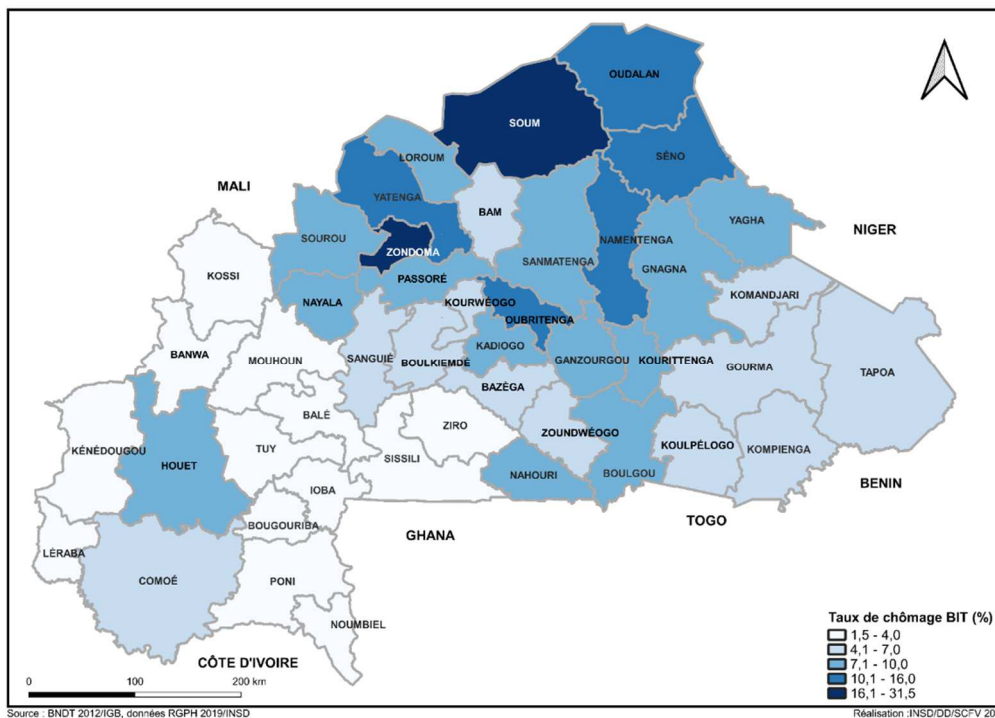 OUDALAN
SOUM
LOROUM
SÉNO
MALI
YATENGA
BAM
YAGHA
SOUROU
ZONDOMA
NAMENTENGA
NIGER
SANMATENGA
GNAGNA
KOSSI
PASSORÉ
NAYALA
KOURWÉOGO
KOMANDJARI
OUBRITENGA
KADIOGO
BANWA
MOUHOUN
SANGUIÉ
BOULKIEMDÉ
GANZOURGOU
KOURITTENGA
GOURMA
TAPOA
BAZÈGA
BALÉ
ZIRO
ZOUNDWÉOGO
KÉNÉDOUGOU
HOUET
TUY
SISSILI
KOULPÉLOGO
KOMPIENGA
NAHOURI
BOULGOU
IOBA
BENIN
BOUGOURIBA
TOGO
GHANA
LÉRABA
COMOÉ
PONI
NOUMBIEL
CÔTE D'IVOIRE
Taux de chômage BIT (%)
1,5 - 4,0
4,1 - 7,0
7,1 - 10,0
10,1 - 16,0
16,1 - 31,5
0 100 200 km
Source : BNDT 2012/IGB, données RGPH 2019/INSD
Réalisation :INSD/DD/SCFV 20